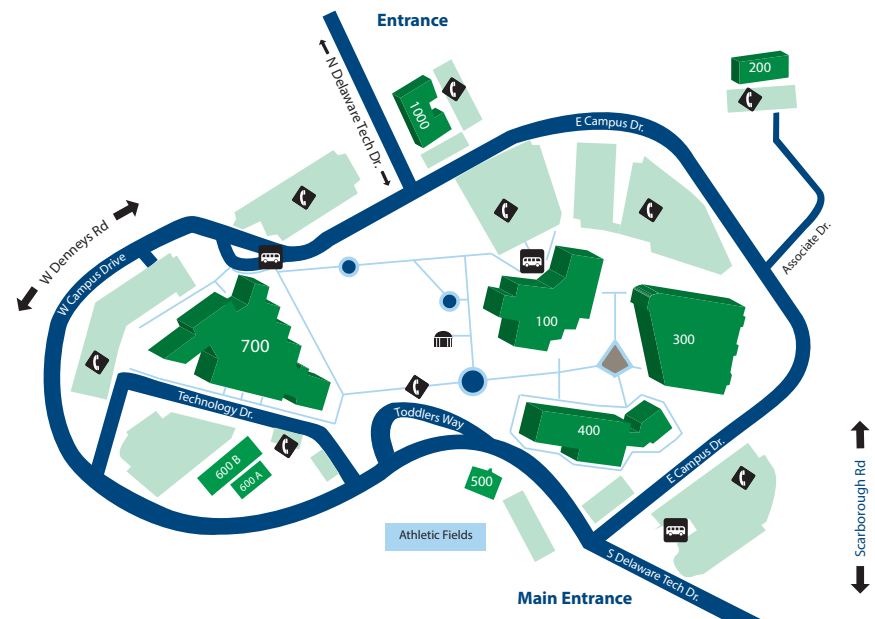 Entrance
N Delaware Tech Dr.
200
1000
E Campus Dr.
Associate Dr.
W Denneys Rd
W Campus Drive
700
100
300
Technology Dr.
Toddlers Way
400
600 B
600 A
500
E Campus Dr.
Athletic Fields
S Delaware Tech Dr.
Scarborough Rd
Main Entrance